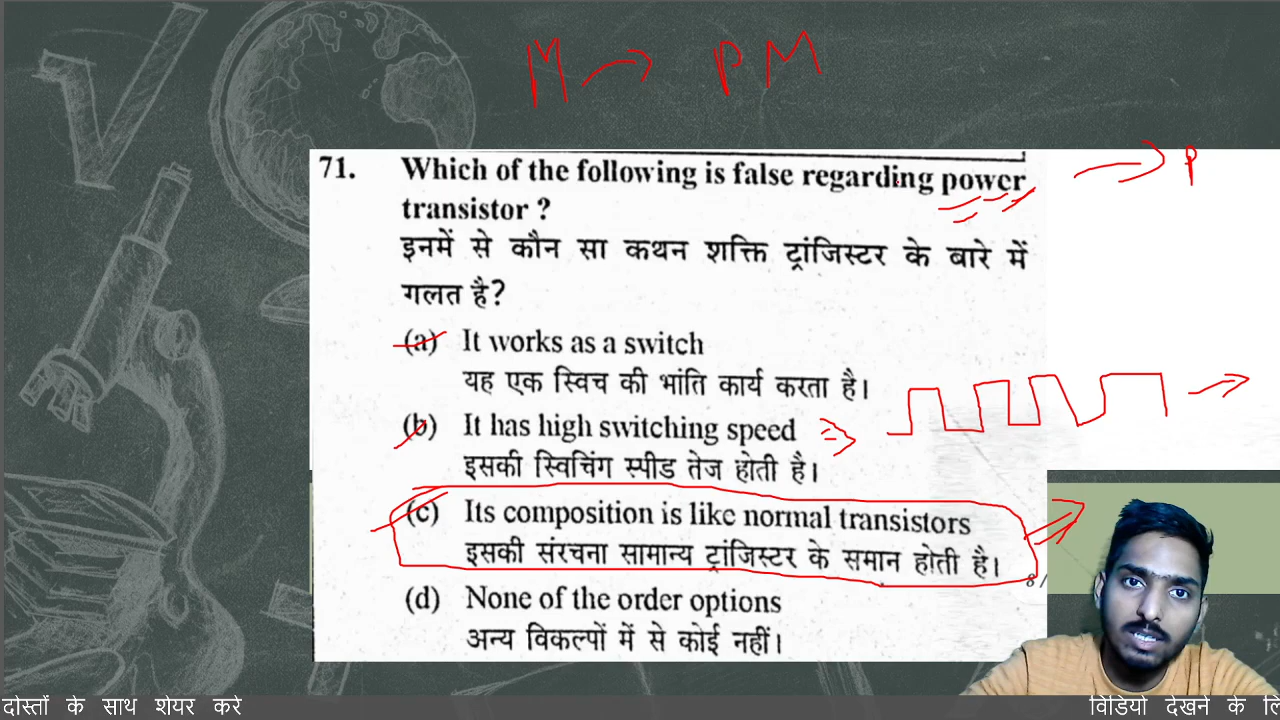 M → PM
71. Which of the following is false regarding power → P
transistor ?
इनमें से कौन सा कथन शक्ति ट्रांजिस्टर के बारे में
गलत है?
(a) It works as a switch
यह एक स्विच की भांति कार्य करता है।
(b) It has high switching speed
इसकी स्विचिंग स्पीड तेज होती है।
(c) Its composition is like normal transistors
इसकी संरचना सामान्य ट्रांजिस्टर के समान होती है।
(d) None of the order options
अन्य विकल्पों में से कोई नहीं।
दोस्तों के साथ शेयर करे विडियो देखने के